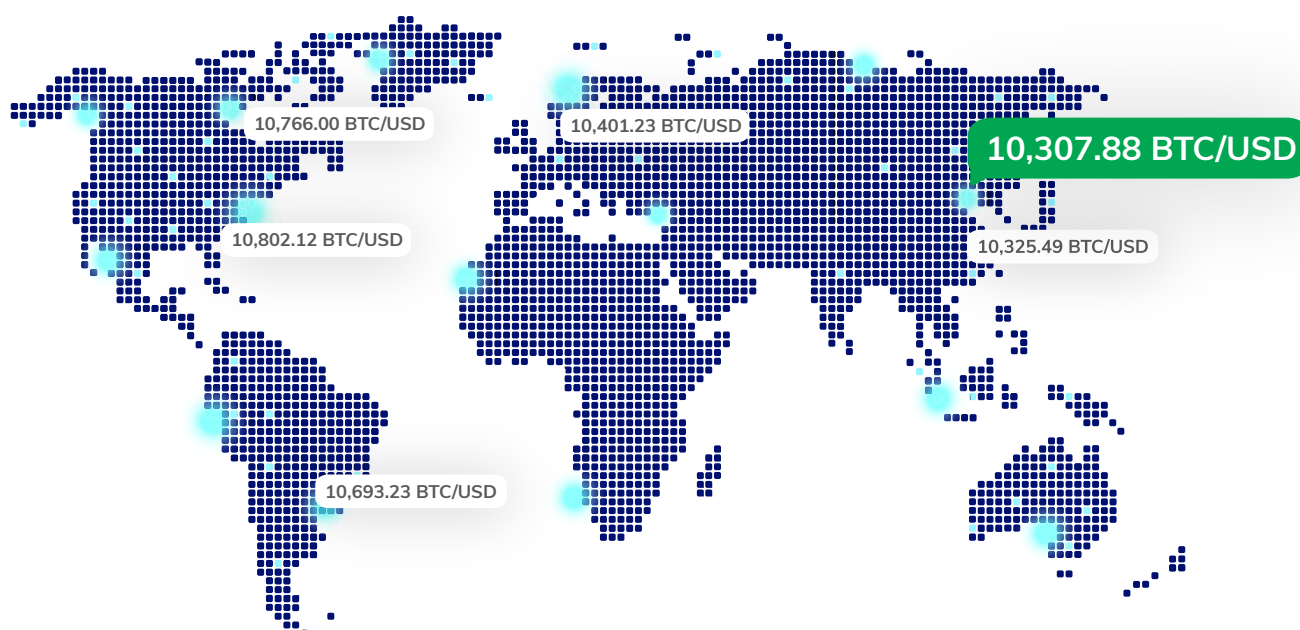 10,766.00 BTC/USD
10,401.23 BTC/USD
10,307.88 BTC/USD
10,802.12 BTC/USD
10,325.49 BTC/USD
10,693.23 BTC/USD